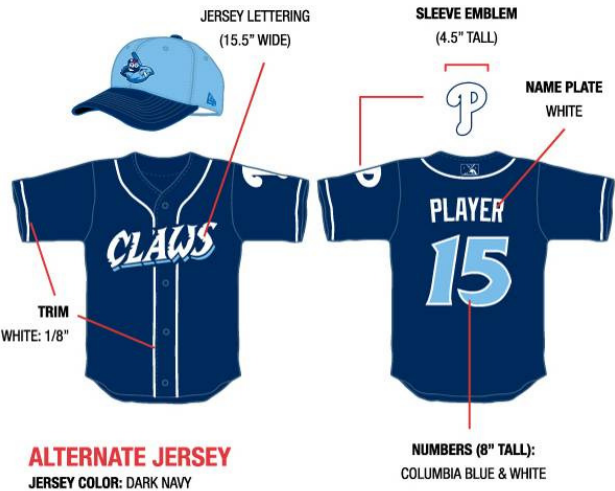 JERSEY LETTERING
(15.5" WIDE)
SLEEVE EMBLEM
(4.5" TALL)
P
NAME PLATE
WHITE
CLAWS
PLAYER
15
TRIM
WHITE: 1/8"
ALTERNATE JERSEY
JERSEY COLOR: DARK NAVY
NUMBERS (8" TALL):
COLUMBIA BLUE & WHITE